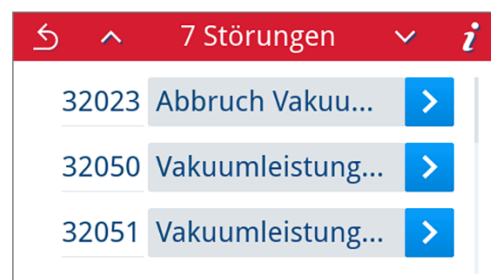 7 Störungen i
32023 Abbruch Vakuu...
32050 Vakuumleistung...
32051 Vakuumleistung...